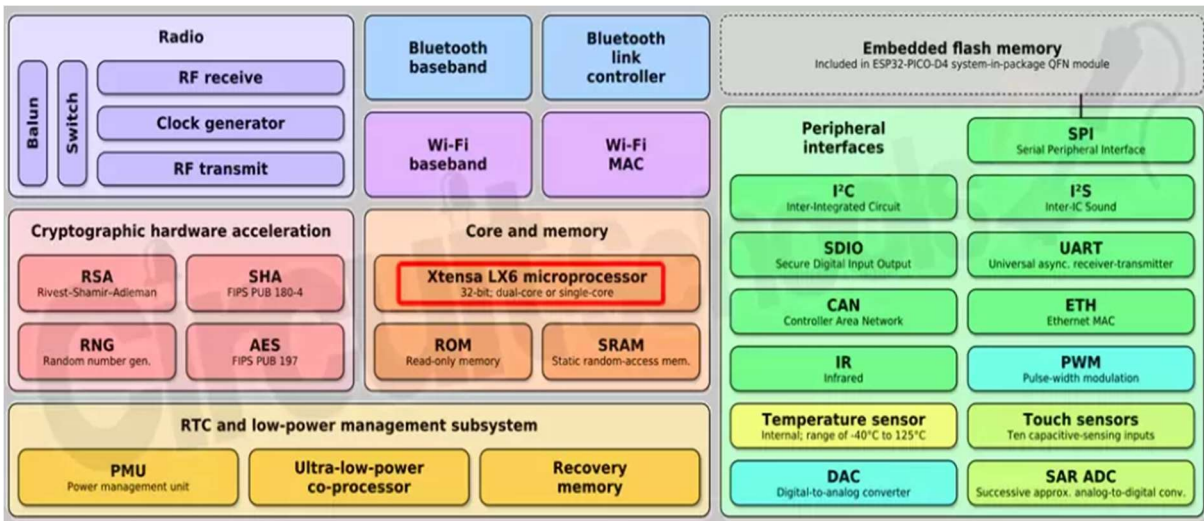 Radio
Balun
Switch
RF receive
Clock generator
RF transmit
Bluetooth
baseband
Bluetooth
link
controller
Wi-Fi
baseband
Wi-Fi
MAC
Embedded flash memory
Included in ESP32-PICO-D4 system-in-package QFN module
Cryptographic hardware acceleration
RSA
Rivest–Shamir–Adleman
SHA
FIPS PUB 180-4
RNG
Random number gen.
AES
FIPS PUB 197
Core and memory
Xtensa LX6 microprocessor
32-bit; dual-core or single-core
ROM
Read-only memory
SRAM
Static random-access mem.
RTC and low-power management subsystem
PMU
Power management unit
Ultra-low-power
co-processor
Recovery
memory
Peripheral
interfaces
SPI
Serial Peripheral Interface
I²C
Inter-Integrated Circuit
I²S
Inter-IC Sound
SDIO
Secure Digital Input Output
UART
Universal async. receiver-transmitter
CAN
Controller Area Network
ETH
Ethernet MAC
IR
Infrared
PWM
Pulse-width modulation
Temperature sensor
Internal; range of -40°C to 125°C
Touch sensors
Ten capacitive-sensing inputs
DAC
Digital-to-analog converter
SAR ADC
Successive approx. analog-to-digital conv.